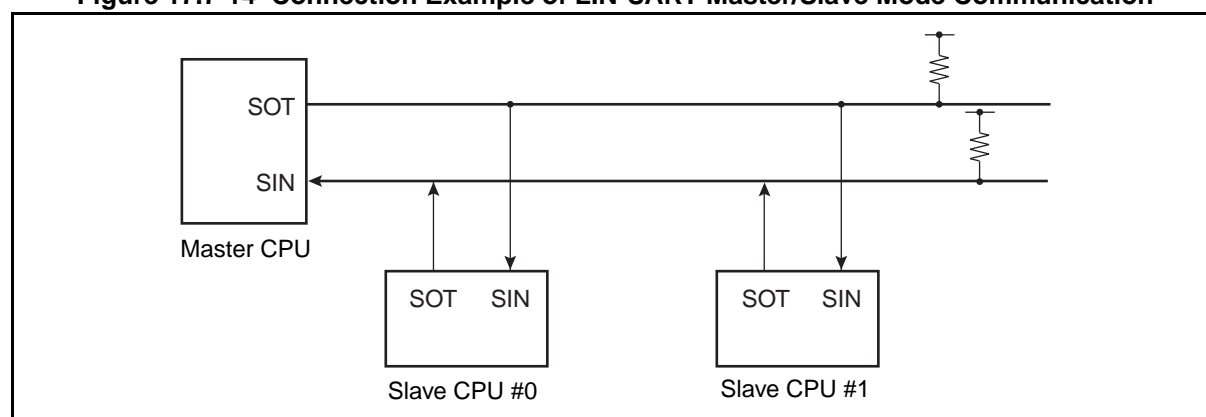 Figure 17.7-14 Connection Example of LIN-UART Master/Slave Mode Communication
SOT
SIN
Master CPU
SOT SIN
Slave CPU #0
SOT SIN
Slave CPU #1